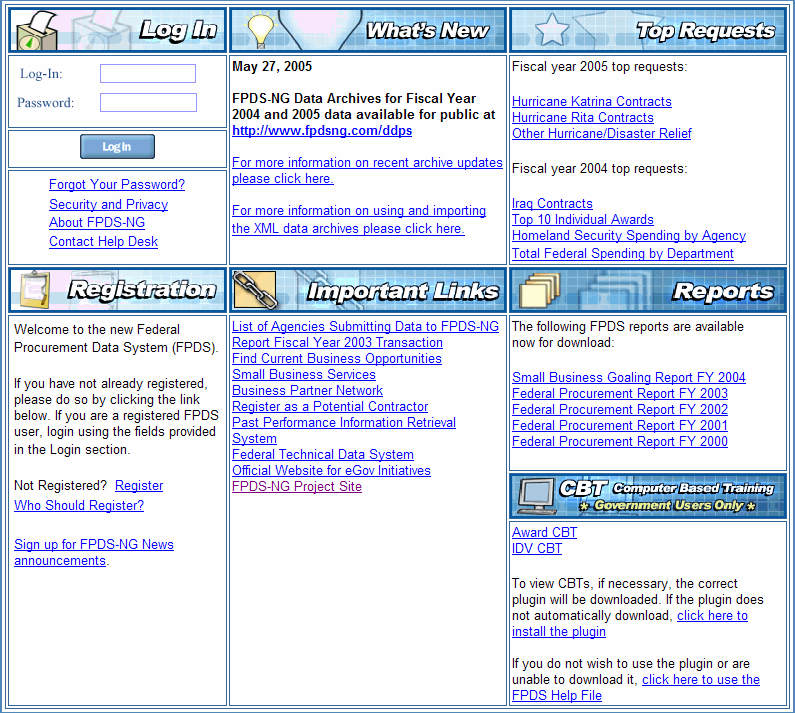 Log In
Log-In:
Password:
Log In
Forgot Your Password?
Security and Privacy
About FPDS-NG
Contact Help Desk
What's New
May 27, 2005
FPDS-NG Data Archives for Fiscal Year
2004 and 2005 data available for public at
http://www.fpdsng.com/ddps
For more information on recent archive updates
please click here.
For more information on using and importing
the XML data archives please click here.
Top Requests
Fiscal year 2005 top requests:
Hurricane Katrina Contracts
Hurricane Rita Contracts
Other Hurricane/Disaster Relief
Fiscal year 2004 top requests:
Iraq Contracts
Top 10 Individual Awards
Homeland Security Spending by Agency
Total Federal Spending by Department
Registration
Welcome to the new Federal
Procurement Data System (FPDS).
If you have not already registered,
please do so by clicking the link
below. If you are a registered FPDS
user, login using the fields provided
in the Login section.
Not Registered? Register
Who Should Register?
Sign up for FPDS-NG News
announcements.
Important Links
List of Agencies Submitting Data to FPDS-NG
Report Fiscal Year 2003 Transaction
Find Current Business Opportunities
Small Business Services
Business Partner Network
Register as a Potential Contractor
Past Performance Information Retrieval
System
Federal Technical Data System
Official Website for eGov Initiatives
FPDS-NG Project Site
Reports
The following FPDS reports are available
now for download:
Small Business Goaling Report FY 2004
Federal Procurement Report FY 2003
Federal Procurement Report FY 2002
Federal Procurement Report FY 2001
Federal Procurement Report FY 2000
CBT Computer Based Training
* Government Users Only *
Award CBT
IDV CBT
To view CBTs, if necessary, the correct
plugin will be downloaded. If the plugin does
not automatically download, click here to
install the plugin
If you do not wish to use the plugin or are
unable to download it, click here to use the
FPDS Help File